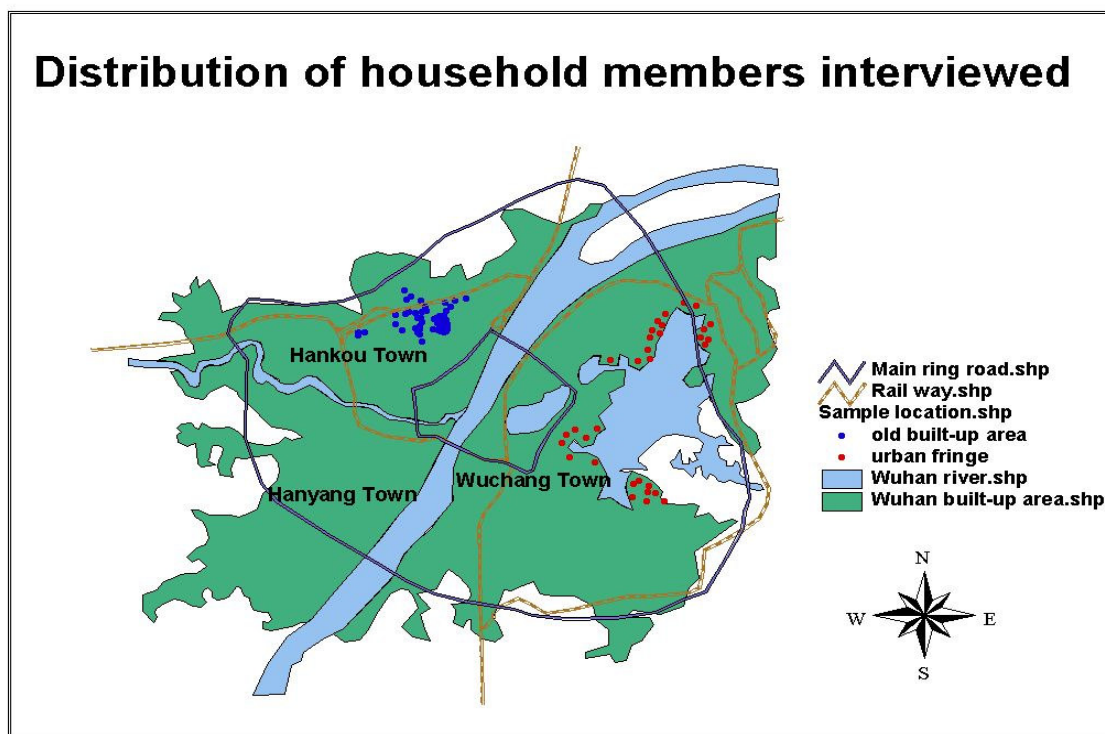 Distribution of household members interviewed
Hankou Town
Hanyang Town
Wuchang Town
Main ring road.shp
Rail way.shp
Sample location.shp
old built-up area
urban fringe
Wuhan river.shp
Wuhan built-up area.shp
N
W
E
S